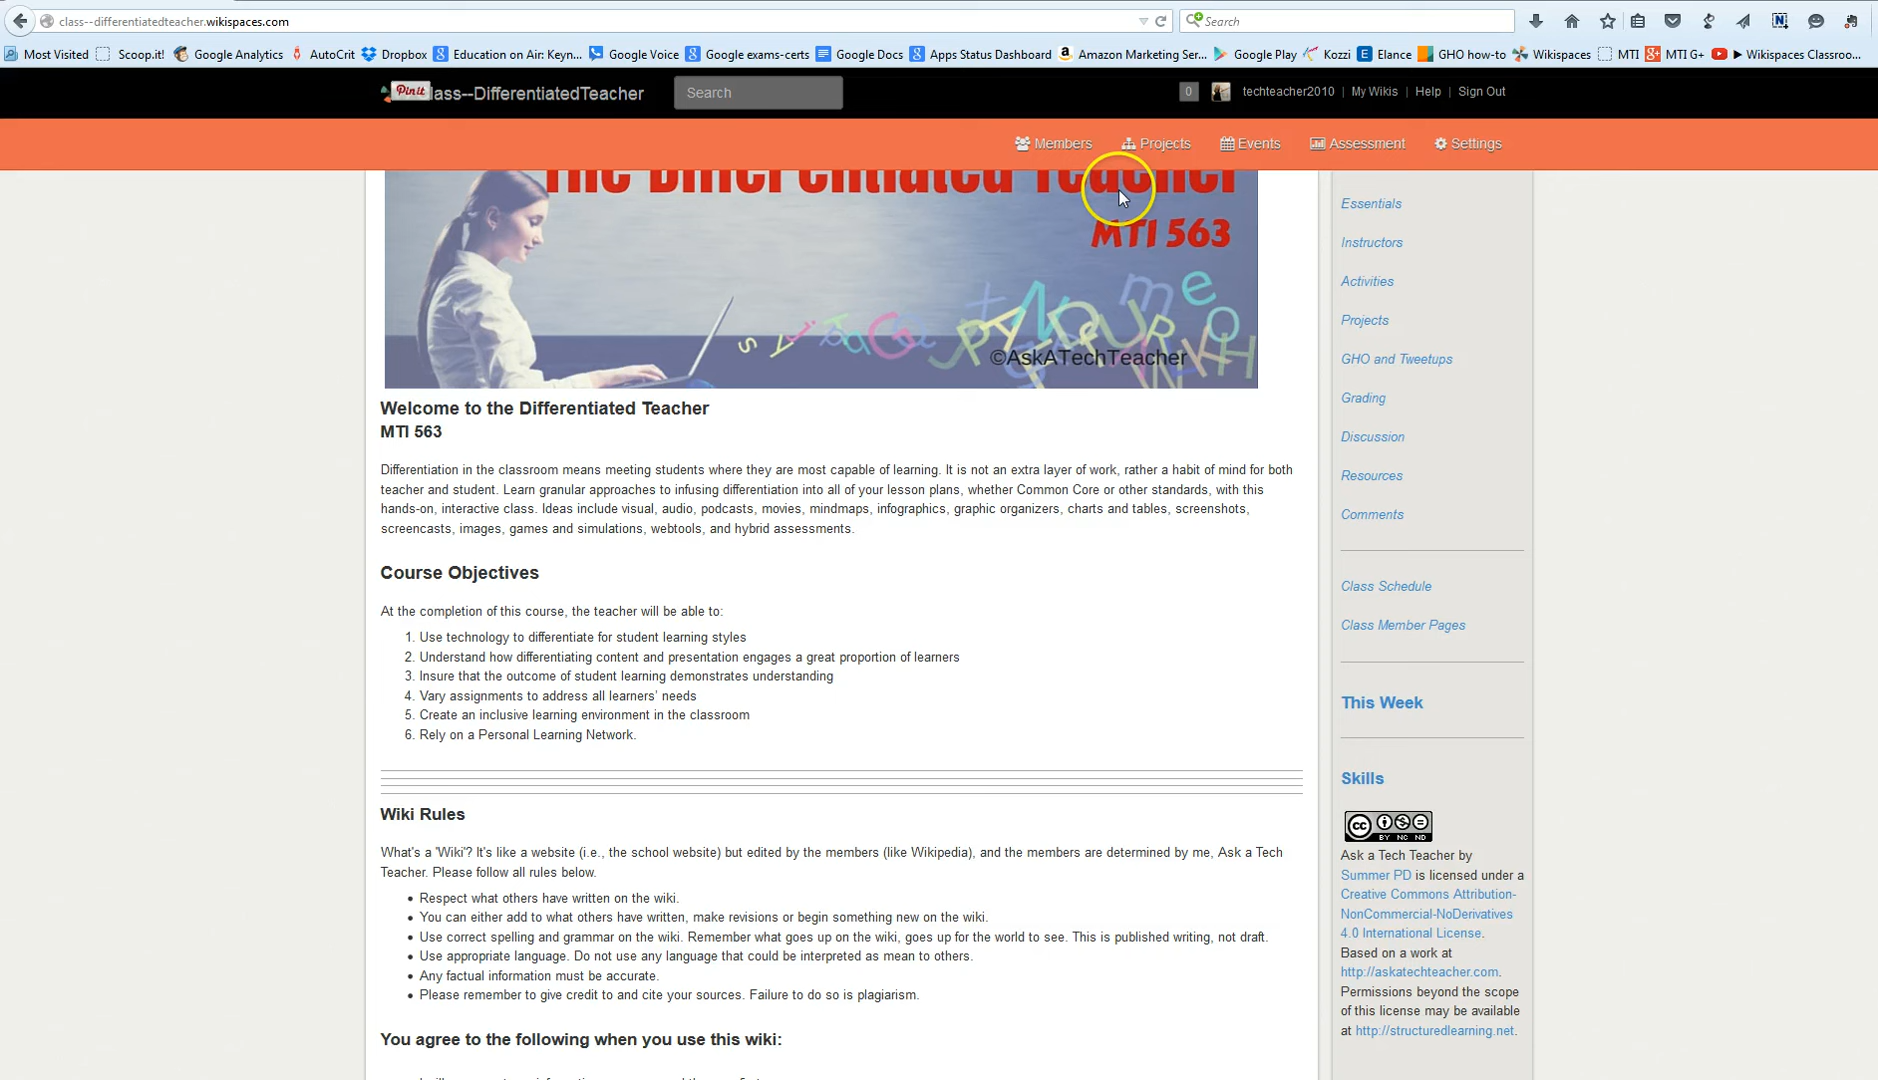 class--differentiatedteacher.wikispaces.com
Search
Most Visited Scoop.it! Google Analytics AutoCrit Dropbox Education on Air: Keyn... Google Voice Google exams-certs Google Docs Apps Status Dashboard Amazon Marketing Ser... Google Play Kozzi Elance GHO how-to Wikispaces MTI MTI G+ ► Wikispaces Classroo...
Pinit lass--DifferentiatedTeacher Search 0 techteacher2010 | My Wikis | Help | Sign Out
Members Projects Events Assessment Settings
The Differentiated Teacher
MTI 563
©AskATechTeacher
Welcome to the Differentiated Teacher
MTI 563
Differentiation in the classroom means meeting students where they are most capable of learning. It is not an extra layer of work, rather a habit of mind for both
teacher and student. Learn granular approaches to infusing differentiation into all of your lesson plans, whether Common Core or other standards, with this
hands-on, interactive class. Ideas include visual, audio, podcasts, movies, mindmaps, infographics, graphic organizers, charts and tables, screenshots,
screencasts, images, games and simulations, webtools, and hybrid assessments.
Course Objectives
At the completion of this course, the teacher will be able to:
1. Use technology to differentiate for student learning styles
2. Understand how differentiating content and presentation engages a great proportion of learners
3. Insure that the outcome of student learning demonstrates understanding
4. Vary assignments to address all learners' needs
5. Create an inclusive learning environment in the classroom
6. Rely on a Personal Learning Network.
Wiki Rules
What's a 'Wiki'? It's like a website (i.e., the school website) but edited by the members (like Wikipedia), and the members are determined by me, Ask a Tech
Teacher. Please follow all rules below.
• Respect what others have written on the wiki.
• You can either add to what others have written, make revisions or begin something new on the wiki.
• Use correct spelling and grammar on the wiki. Remember what goes up on the wiki, goes up for the world to see. This is published writing, not draft.
• Use appropriate language. Do not use any language that could be interpreted as mean to others.
• Any factual information must be accurate.
• Please remember to give credit to and cite your sources. Failure to do so is plagiarism.
You agree to the following when you use this wiki:
Essentials
Instructors
Activities
Projects
GHO and Tweetups
Grading
Discussion
Resources
Comments
Class Schedule
Class Member Pages
This Week
Skills
cc BY NC ND
Ask a Tech Teacher by
Summer PD is licensed under a
Creative Commons Attribution-
NonCommercial-NoDerivatives
4.0 International License.
Based on a work at
http://askatechteacher.com.
Permissions beyond the scope
of this license may be available
at http://structuredlearning.net.